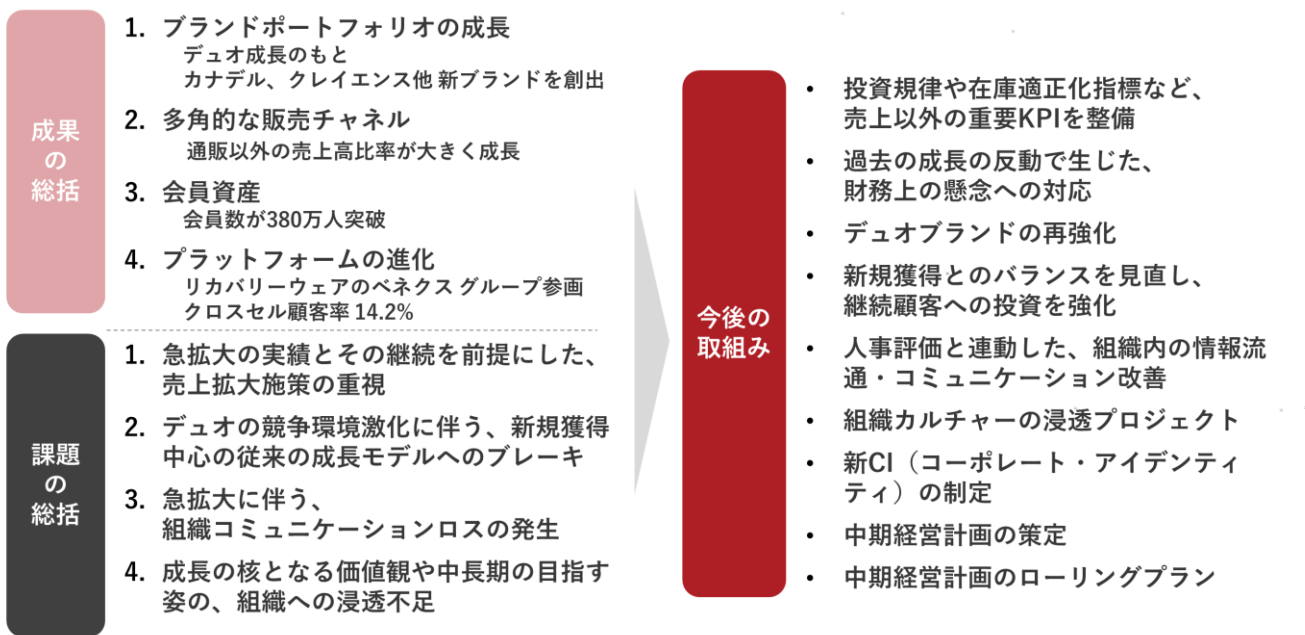 成果
の
総括
1. ブランドポートフォリオの成長
デュオ成長のもと
カナデル、クレイエンス他 新ブランドを創出
2. 多角的な販売チャネル
通販以外の売上高比率が大きく成長
3. 会員資産
会員数が380万人突破
4. プラットフォームの進化
リカバリーウェアのベネクス グループ参画
クロスセル顧客率 14.2%
課題
の
総括
1. 急拡大の実績とその継続を前提にした、
売上拡大施策の重視
2. デュオの競争環境激化に伴う、新規獲得
中心の従来の成長モデルへのブレーキ
3. 急拡大に伴う、
組織コミュニケーションロスの発生
4. 成長の核となる価値観や中長期の目指す
姿の、組織への浸透不足
今後の
取組み
• 投資規律や在庫適正化指標など、
売上以外の重要KPIを整備
• 過去の成長の反動で生じた、
財務上の懸念への対応
• デュオブランドの再強化
• 新規獲得とのバランスを見直し、
継続顧客への投資を強化
• 人事評価と連動した、組織内の情報流
通・コミュニケーション改善
• 組織カルチャーの浸透プロジェクト
• 新CI（コーポレート・アイデンティ
ティ）の制定
• 中期経営計画の策定
• 中期経営計画のローリングプラン